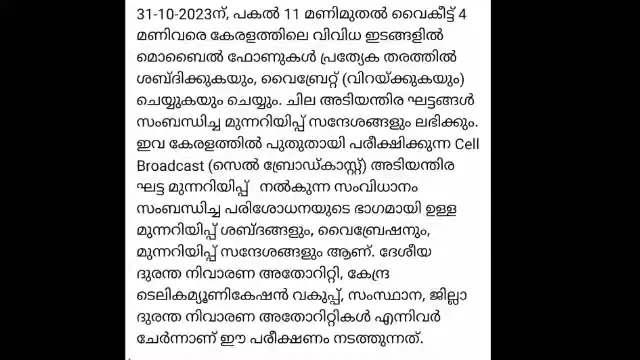 31-10-2023ന്, പകൽ 11 മണിമുതൽ വൈകീട്ട് 4
മണിവരെ കേരളത്തിലെ വിവിധ ഇടങ്ങളിൽ
മൊബൈൽ ഫോണുകൾ പ്രത്യേക തരത്തിൽ
ശബ്ദിക്കുകയും, വൈബ്രേറ്റ് (വിറയ്ക്കുകയും)
ചെയ്യുകയും ചെയ്യും. ചില അടിയന്തിര ഘട്ടങ്ങൾ
സംബന്ധിച്ച മുന്നറിയിപ്പ് സന്ദേശങ്ങളും ലഭിക്കും.
ഇവ കേരളത്തിൽ പുതുതായി പരീക്ഷിക്കുന്ന Cell
Broadcast (സെൽ ബ്രോഡ്കാസ്റ്റ്) അടിയന്തിര
ഘട്ട മുന്നറിയിപ്പ് നൽകുന്ന സംവിധാനം
സംബന്ധിച്ച പരിശോധനയുടെ ഭാഗമായി ഉള്ള
മുന്നറിയിപ്പ് ശബ്ദങ്ങളും, വൈബ്രേഷനും,
മുന്നറിയിപ്പ് സന്ദേശങ്ങളും ആണ്. ദേശീയ
ദുരന്ത നിവാരണ അതോറിറ്റി, കേന്ദ്ര
ടെലികമ്യൂണികേഷൻ വകുപ്പ്, സംസ്ഥാന, ജില്ലാ
ദുരന്ത നിവാരണ അതോറിറ്റികൾ എന്നിവർ
ചേർന്നാണ് ഈ പരീക്ഷണം നടത്തുന്നത്.